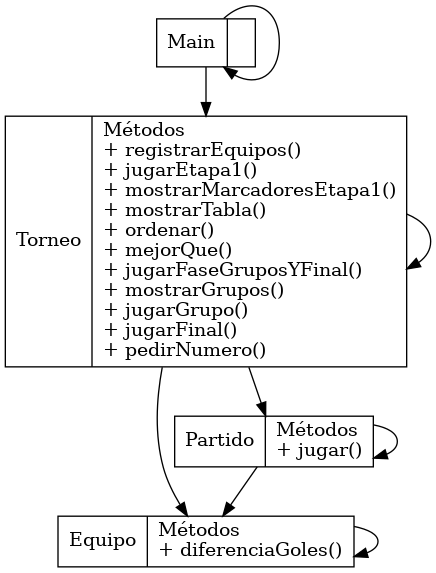 Main
Torneo
Métodos
+ registrarEquipos()
+ jugarEtapa1()
+ mostrarMarcadoresEtapa1()
+ mostrarTabla()
+ ordenar()
+ mejorQue()
+ jugarFaseGruposYFinal()
+ mostrarGrupos()
+ jugarGrupo()
+ jugarFinal()
+ pedirNumero()
Partido
Métodos
+ jugar()
Equipo
Métodos
+ diferenciaGoles()